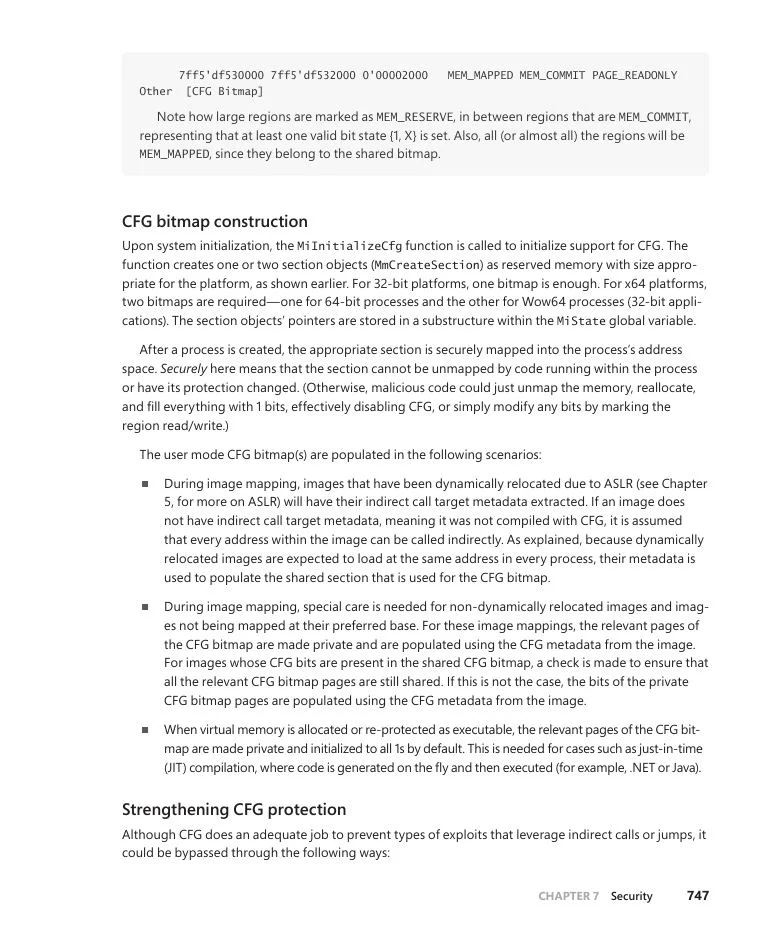 7ff5'df530000 7ff5'df532000 0'00002000 MEM_MAPPED MEM_COMMIT PAGE_READONLY
Other [CFG Bitmap]
Note how large regions are marked as MEM_RESERVE, in between regions that are MEM_COMMIT,
representing that at least one valid bit state {1, X} is set. Also, all (or almost all) the regions will be
MEM_MAPPED, since they belong to the shared bitmap.
CFG bitmap construction
Upon system initialization, the MiInitializeCfg function is called to initialize support for CFG. The
function creates one or two section objects (MmCreateSection) as reserved memory with size appro-
priate for the platform, as shown earlier. For 32-bit platforms, one bitmap is enough. For x64 platforms,
two bitmaps are required—one for 64-bit processes and the other for Wow64 processes (32-bit appli-
cations). The section objects’ pointers are stored in a substructure within the MiState global variable.
After a process is created, the appropriate section is securely mapped into the process’s address
space. Securely here means that the section cannot be unmapped by code running within the process
or have its protection changed. (Otherwise, malicious code could just unmap the memory, reallocate,
and fill everything with 1 bits, effectively disabling CFG, or simply modify any bits by marking the
region read/write.)
The user mode CFG bitmap(s) are populated in the following scenarios:
■ During image mapping, images that have been dynamically relocated due to ASLR (see Chapter
5, for more on ASLR) will have their indirect call target metadata extracted. If an image does
not have indirect call target metadata, meaning it was not compiled with CFG, it is assumed
that every address within the image can be called indirectly. As explained, because dynamically
relocated images are expected to load at the same address in every process, their metadata is
used to populate the shared section that is used for the CFG bitmap.
■ During image mapping, special care is needed for non-dynamically relocated images and imag-
es not being mapped at their preferred base. For these image mappings, the relevant pages of
the CFG bitmap are made private and are populated using the CFG metadata from the image.
For images whose CFG bits are present in the shared CFG bitmap, a check is made to ensure that
all the relevant CFG bitmap pages are still shared. If this is not the case, the bits of the private
CFG bitmap pages are populated using the CFG metadata from the image.
■ When virtual memory is allocated or re-protected as executable, the relevant pages of the CFG bit-
map are made private and initialized to all 1s by default. This is needed for cases such as just-in-time
(JIT) compilation, where code is generated on the fly and then executed (for example, .NET or Java).
Strengthening CFG protection
Although CFG does an adequate job to prevent types of exploits that leverage indirect calls or jumps, it
could be bypassed through the following ways:
CHAPTER 7 Security 747